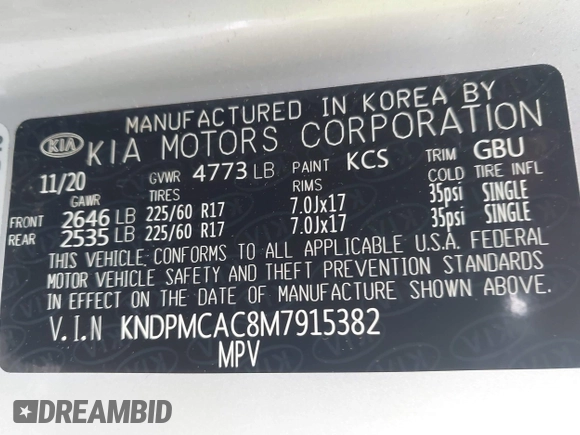 MANUFACTURED IN KOREA BY
KIA KIA MOTORS CORPORATION
11/20 GVWR 4773 LB PAINT KCS TRIM GBU
GAWR TIRES RIMS COLD TIRE INFL
FRONT 2646 LB 225/60 R17 7.0Jx17 35psi SINGLE
REAR 2535 LB 225/60 R17 7.0Jx17 35psi SINGLE
THIS VEHICLE CONFORMS TO ALL APPLICABLE U.S.A. FEDERAL
MOTOR VEHICLE SAFETY AND THEFT PREVENTION STANDARDS
IN EFFECT ON THE DATE OF MANUFACTURE SHOWN ABOVE.
V.I.N KNDPMCAC8M7915382
MPV
DREAMBID